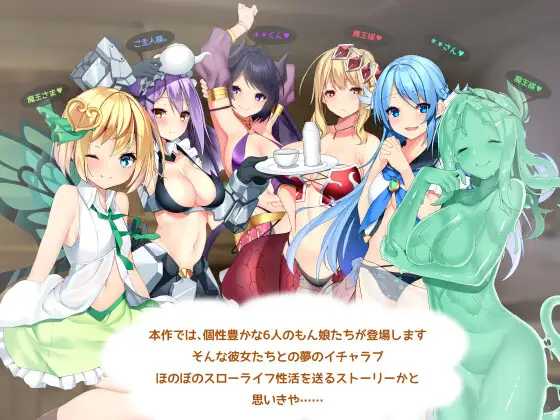 魔王さま♥
ご主人様。
**くん♥
魔王様♥
**さん♥
魔王様♥
本作では、個性豊かな6人のもん娘たちが登場します
そんな彼女たちとの夢のイチャラブ
ほのぼのスローライフ性活を送るストーリーかと
思いきや……